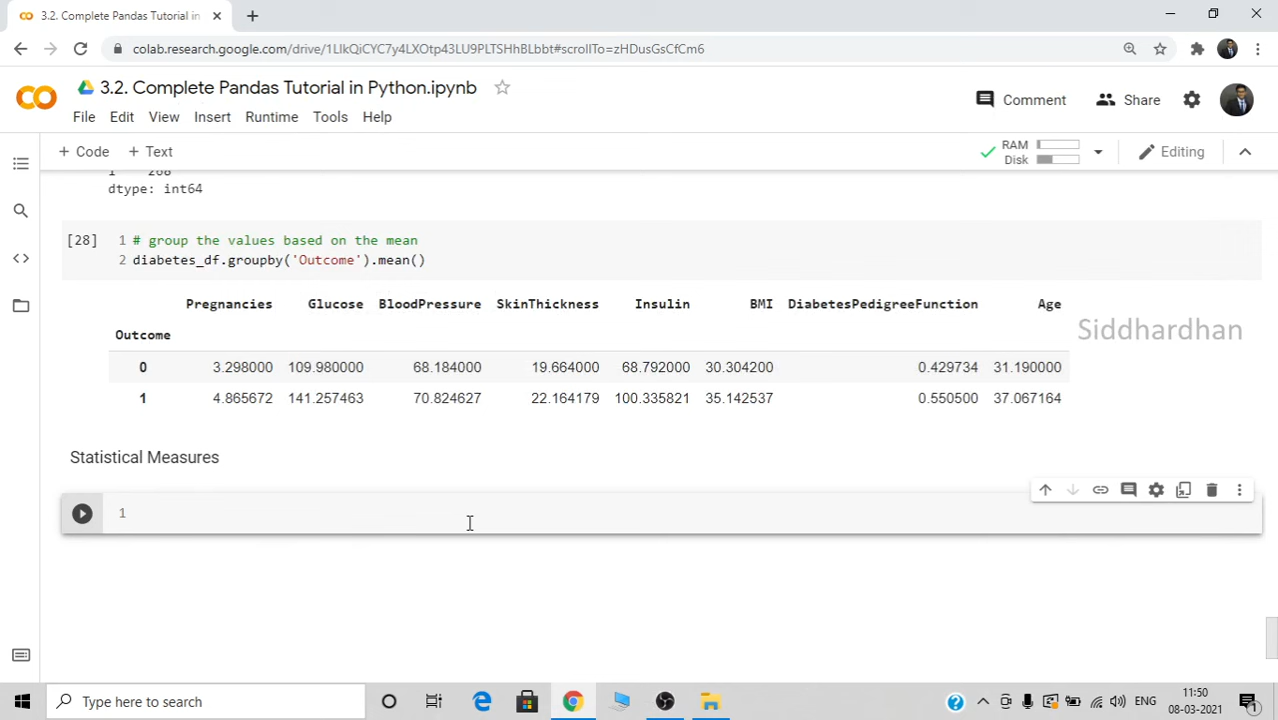 3.2. Complete Pandas Tutorial in
colab.research.google.com/drive/1LIkQiCYC7y4LXOtp43LU9PLTSHhBLbbt#scrollTo=zHDusGsCfCm6
3.2. Complete Pandas Tutorial in Python.ipynb
Comment Share
File Edit View Insert Runtime Tools Help
+ Code + Text
RAM
Disk
Editing
1 268
dtype: int64
[28] 1 # group the values based on the mean
2 diabetes_df.groupby('Outcome').mean()
Pregnancies Glucose BloodPressure SkinThickness Insulin BMI DiabetesPedigreeFunction Age
Outcome
0 3.298000 109.980000 68.184000 19.664000 68.792000 30.304200 0.429734 31.190000
1 4.865672 141.257463 70.824627 22.164179 100.335821 35.142537 0.550500 37.067164
Siddhardhan
Statistical Measures
1
Type here to search
ENG
11:50
08-03-2021
1